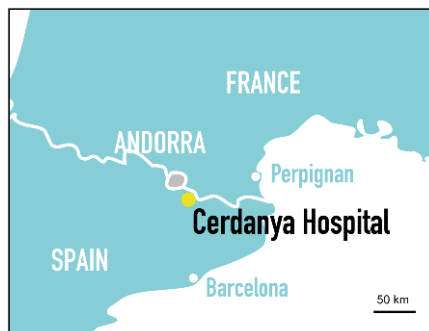 FRANCE
ANDORRA
Perpignan
Cerdanya Hospital
SPAIN
Barcelona
50 km